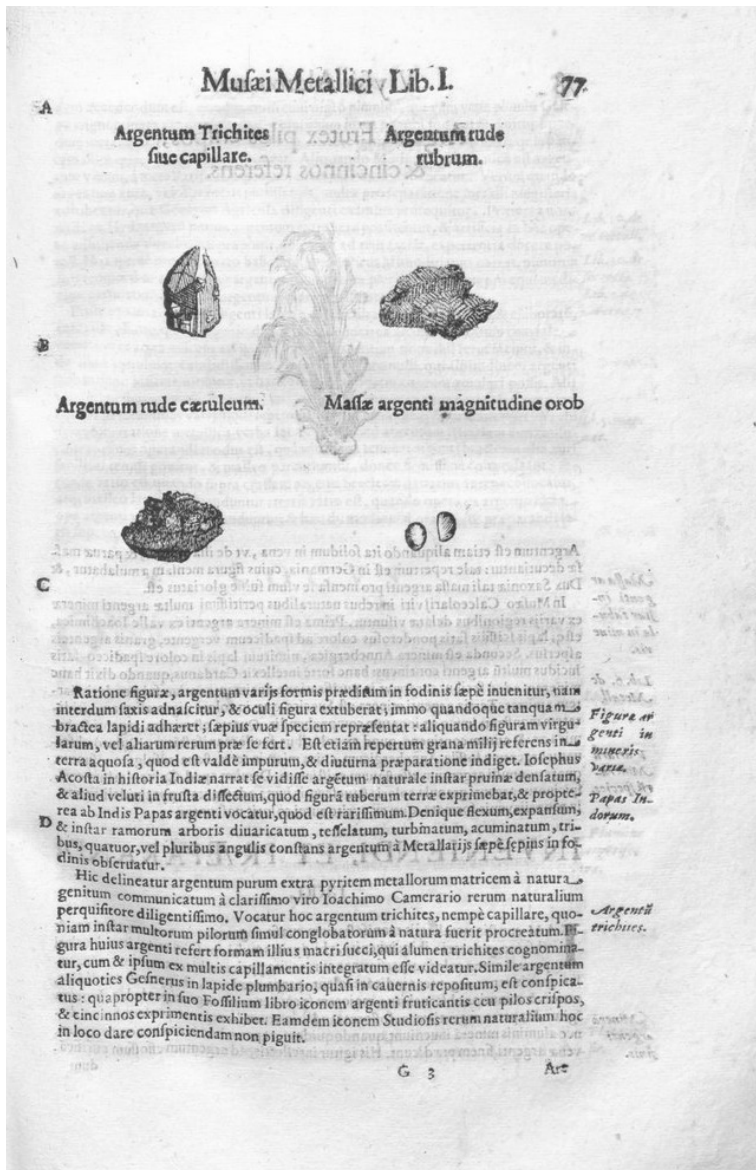 Musæi Metallici Lib. I. 77
A
Argentum Trichites
siue capillare.
Argentum rude
rubrum.
B
Argentum rude cæruleum.
Massæ argenti magnitudine orob
C
Ratione figuræ, argentum varijs formis præditum in fodinis sæpè inuenitur, nam
interdum saxis adnascitur, & oculi figura extuberat; immo quandoque tanquam
bractea lapidi adhæret; sæpius vuæ speciem repræsentat: aliquando figuram virgu-
larum, vel aliarum rerum præ se fert. Est etiam repertum grana milij referens in
terra aquosa, quod est valdè impurum, & diuturna præparatione indiget. Iosephus
Acosta in historia Indiæ narrat se vidisse argẽtum naturale instar pruinæ densatum,
& aliud veluti in frusta dissectum, quod figurã tuberum terræ exprimebat, & propte-
rea ab Indis Papas argenti vocatur, quod est rarissimum. Denique flexum, expansum,
D
& instar ramorum arboris diuaricatum, tesselatum, turbinatum, acuminatum, tri-
bus, quatuor, vel pluribus angulis constans argentum à Metallarijs sæpè sępius in fo-
dinis obseruatur.
Figuræ ar
genti in
mineris
variæ.
Papas In-
dorum.
Hic delineatur argentum purum extra pyritem metallorum matricem à natura
genitum communicatum à clarissimo viro Ioachimo Camerario rerum naturalium
perquisitore diligentissimo. Vocatur hoc argentum trichites, nempè capillare, quo-
niam instar multorum pilorum simul conglobatorum à natura fuerit procreatum. Fi-
gura huius argenti refert formam illius macri succi, qui alumen trichites cognomina-
tur, cum & ipsum ex multis capillamentis integratum esse videatur. Simile argentum
aliquoties Gesnerus in lapide plumbario, quasi in cauernis repositum, est conspica-
tus: quapropter in suo Fossilium libro iconem argenti fruticantis ceu pilos crispos,
& cincinnos exprimentis exhibet. Eamdem iconem Studiosis rerum naturalium hoc
in loco dare conspiciendam non piguit.
Argentũ
trichites.
G 3
Ar